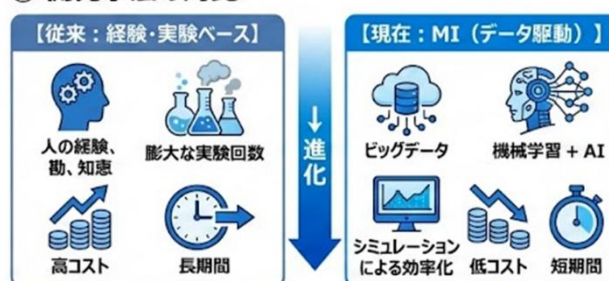 【従来：経験・実験ベース】
人の経験、
勘、知恵
膨大な実験回数
高コスト
長期間
↓
進
化
【現在：MI（データ駆動）】
ビッグデータ
機械学習 + AI
シミュレーション
による効率化
低コスト
短期間